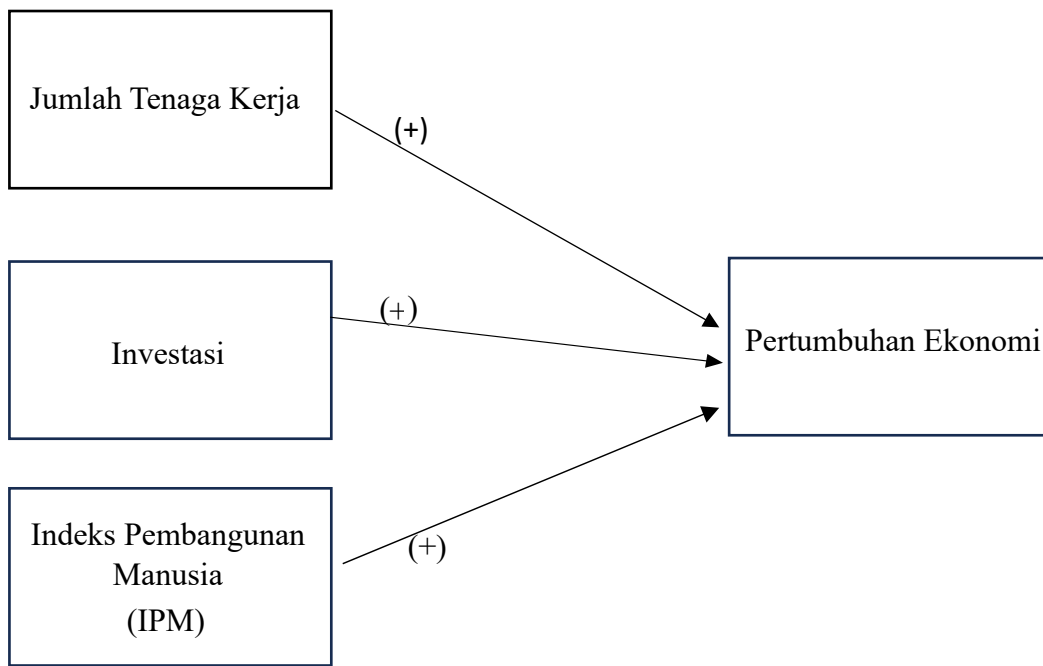 Jumlah Tenaga Kerja
(+)
Investasi
(+)
Pertumbuhan Ekonomi
Indeks Pembangunan
Manusia
(IPM)
(+)